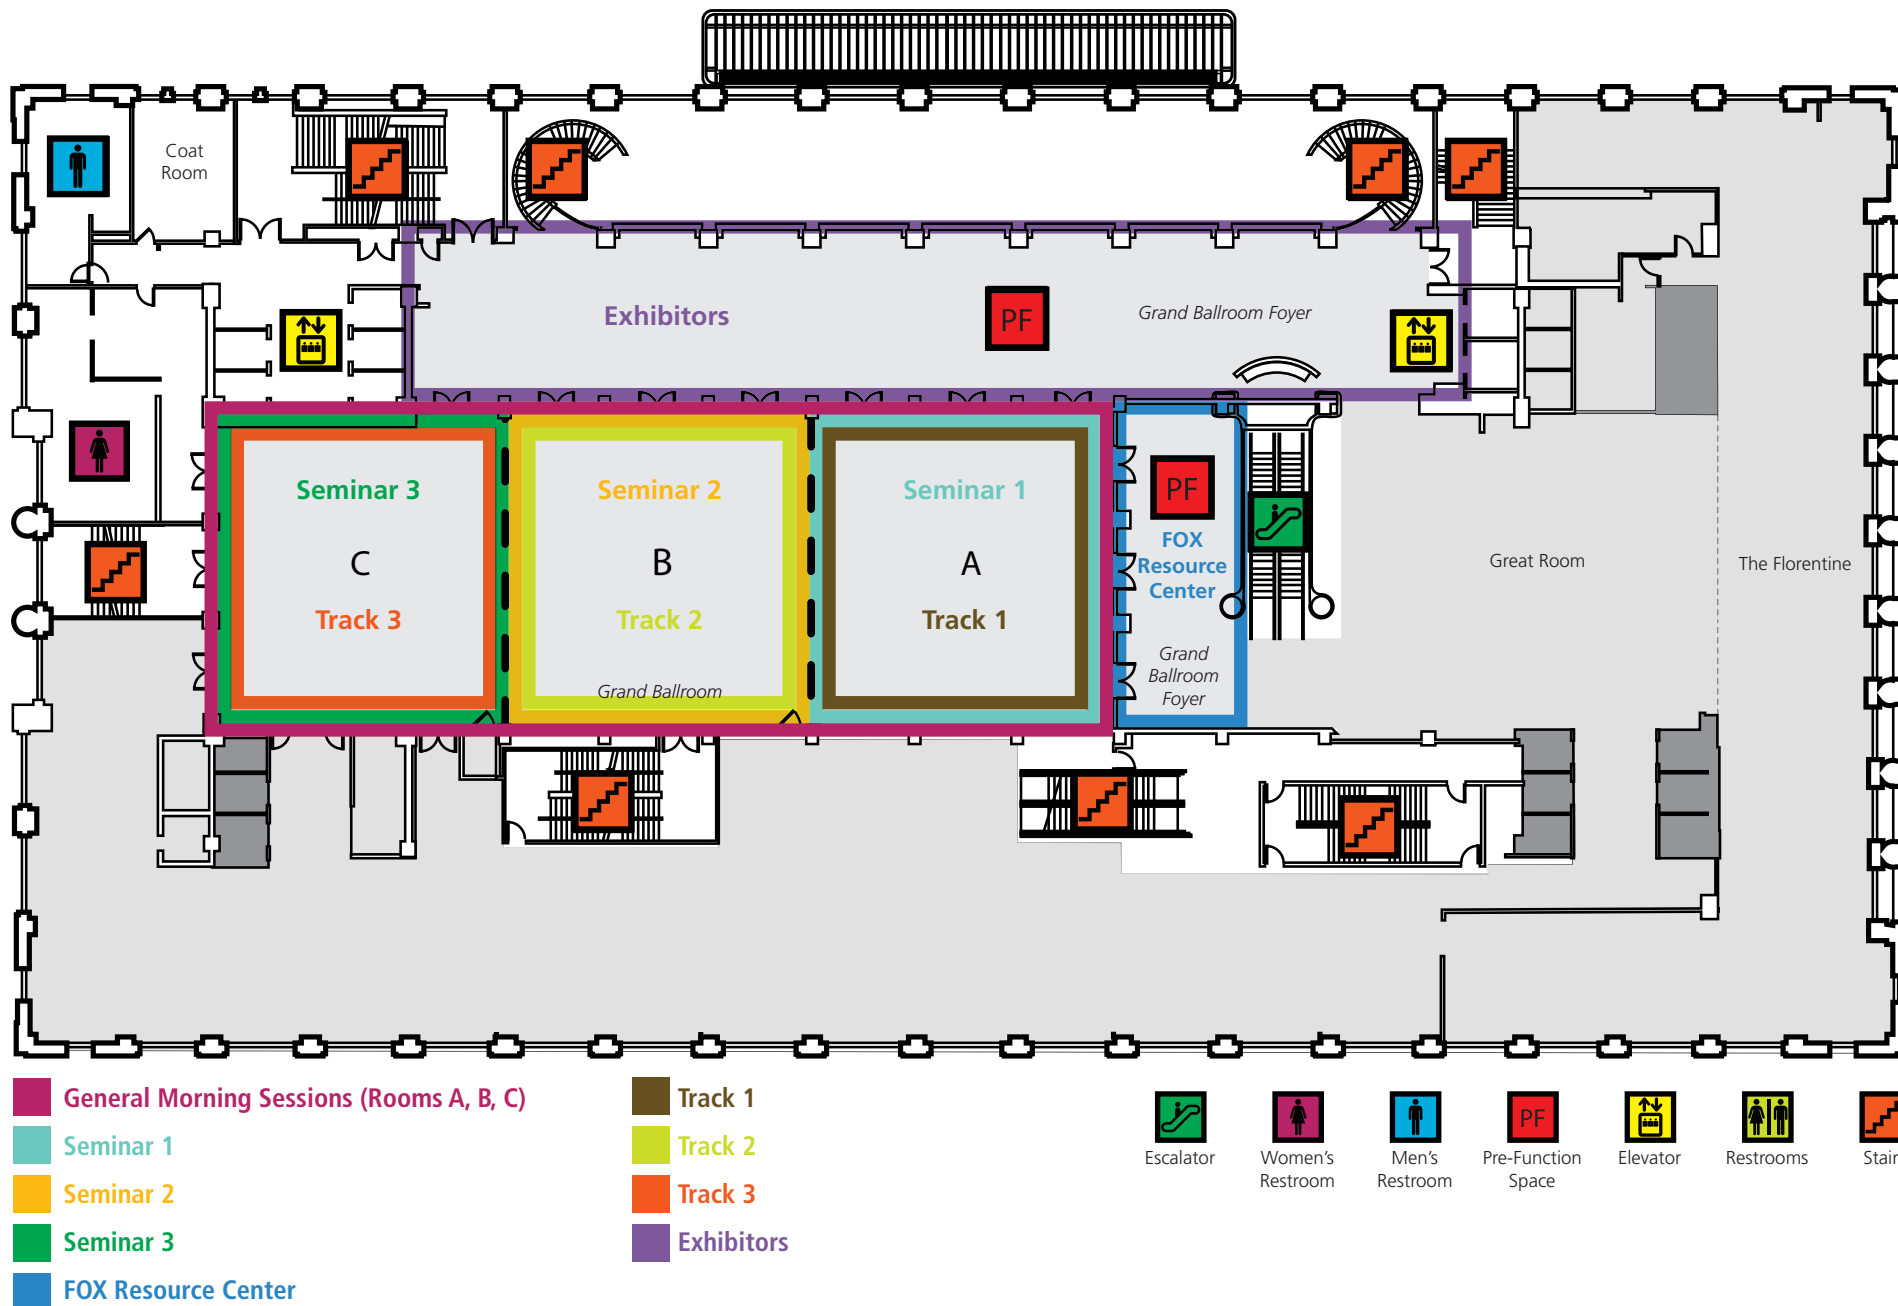 Coat
Room
Exhibitors
PF
Grand Ballroom Foyer
Seminar 3
Seminar 2
Seminar 1
PF
FOX
Resource
Center
C
B
A
Great Room
The Florentine
Track 3
Track 2
Track 1
Grand Ballroom
Grand
Ballroom
Foyer
General Morning Sessions (Rooms A, B, C)
Seminar 1
Seminar 2
Seminar 3
FOX Resource Center
Track 1
Track 2
Track 3
Exhibitors
PF
Escalator
Women's
Restroom
Men's
Restroom
Pre-Function
Space
Elevator
Restrooms
Stair